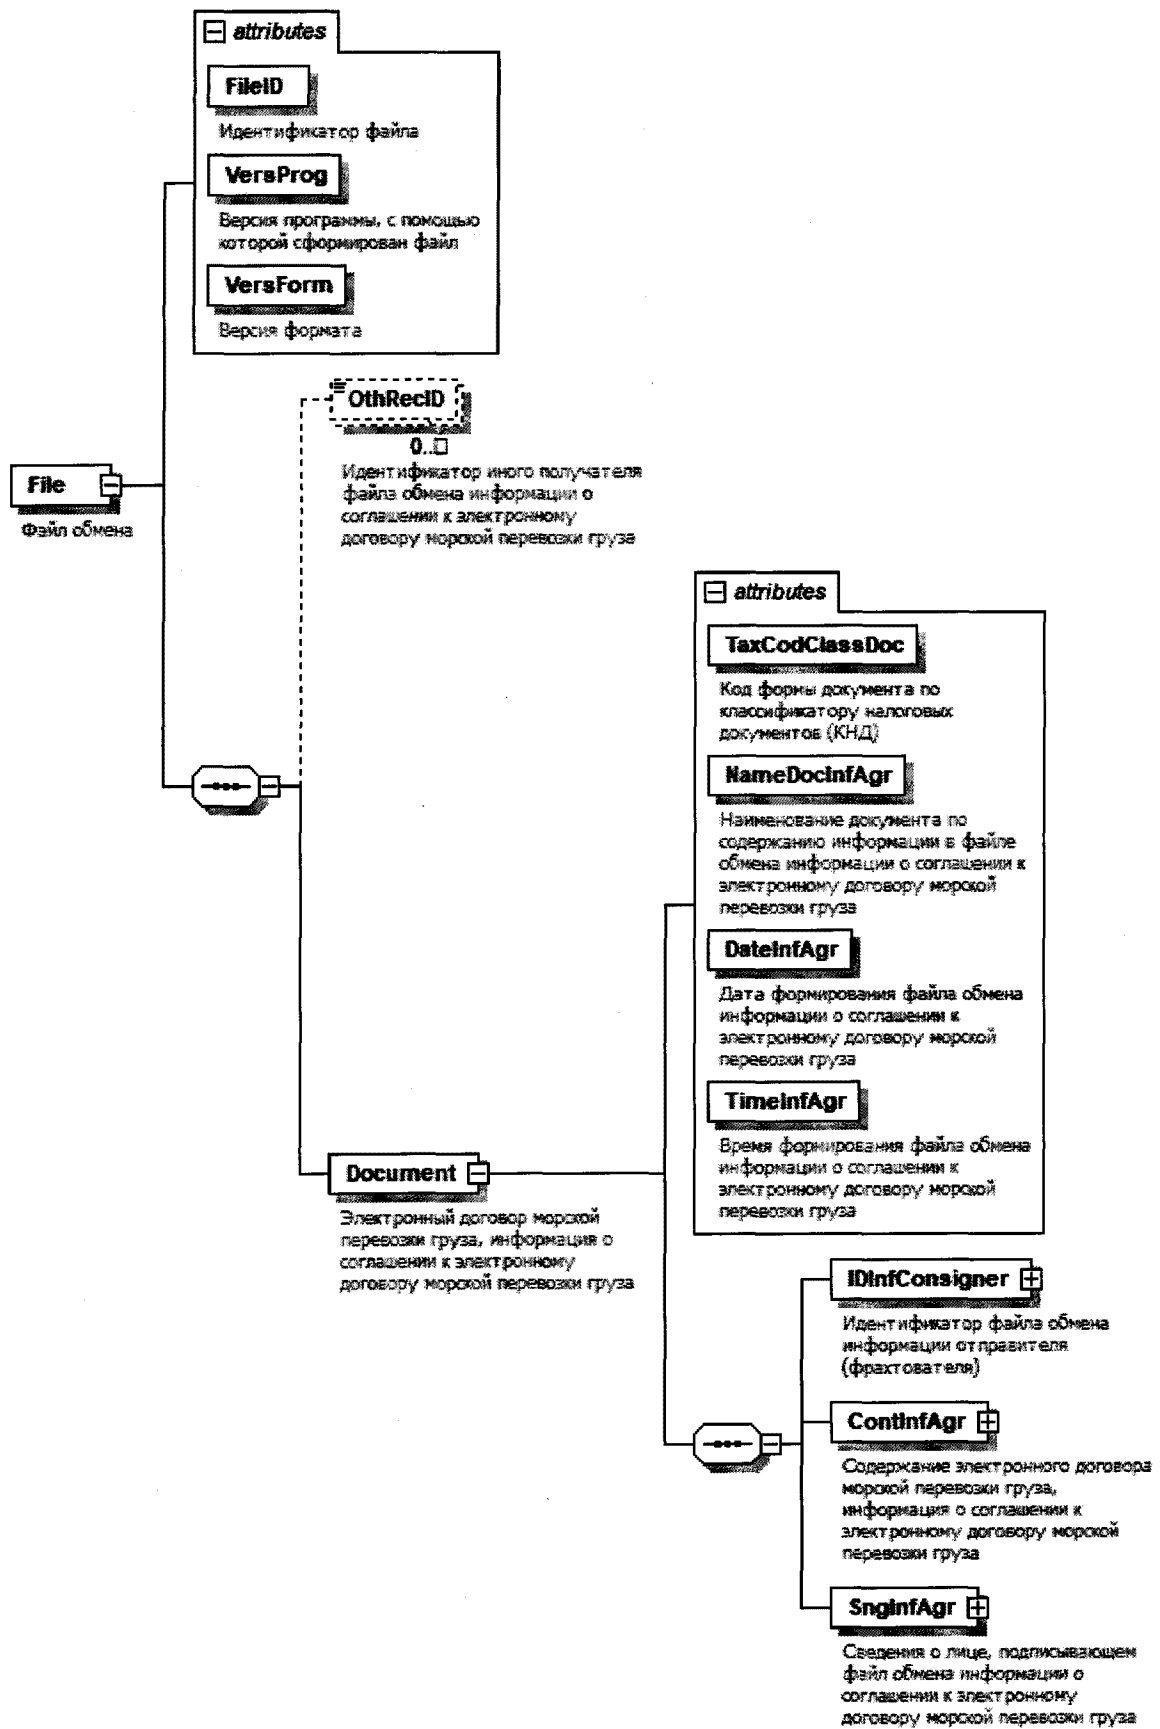 attributes
FileID
Идентификатор файла
VersProg
Версия программы, с помощью
которой сформирован файл
VersForm
Версия формата
OthRecID
0..□
Идентификатор иного получателя
файла обмена информации о
соглашении к электронному
договору морской перевозки груза
File
Файл обмена
attributes
TaxCodClassDoc
Код формы документа по
классификатору налоговых
документов (КНД)
NameDocInfAgr
Наименование документа по
содержанию информации в файле
обмена информации о соглашении к
электронному договору морской
перевозки груза
DateInfAgr
Дата формирования файла обмена
информации о соглашении к
электронному договору морской
перевозки груза
TimeInfAgr
Время формирования файла обмена
информации о соглашении к
электронному договору морской
перевозки груза
Document
Электронный договор морской
перевозки груза, информация о
соглашении к электронному
договору морской перевозки груза
IDInfConsigner
Идентификатор файла обмена
информации отправителя
(фрахтователя)
ContInfAgr
Содержание электронного договора
морской перевозки груза,
информация о соглашении к
электронному договору морской
перевозки груза
SngInfAgr
Сведения о лице, подписывающем
файл обмена информации о
соглашении к электронному
договору морской перевозки груза